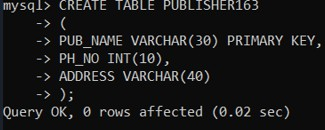 mysql> CREATE TABLE PUBLISHER163
-> (
-> PUB_NAME VARCHAR(30) PRIMARY KEY,
-> PH_NO INT(10),
-> ADDRESS VARCHAR(40)
-> );
Query OK, 0 rows affected (0.02 sec)